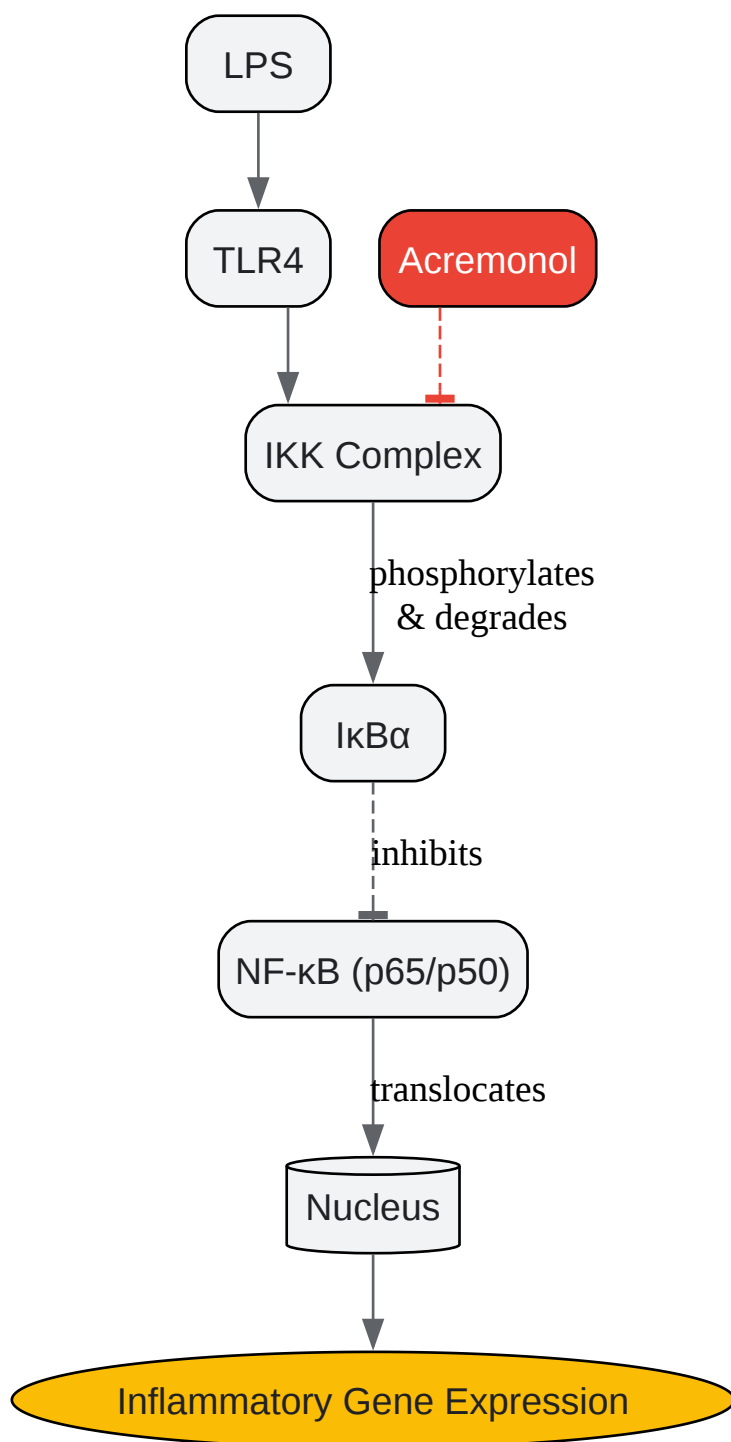 LPS
TLR4
Acremonol
IKK Complex
phosphorylates
& degrades
IκBα
inhibits
NF-κB (p65/p50)
translocates
Nucleus
Inflammatory Gene Expression